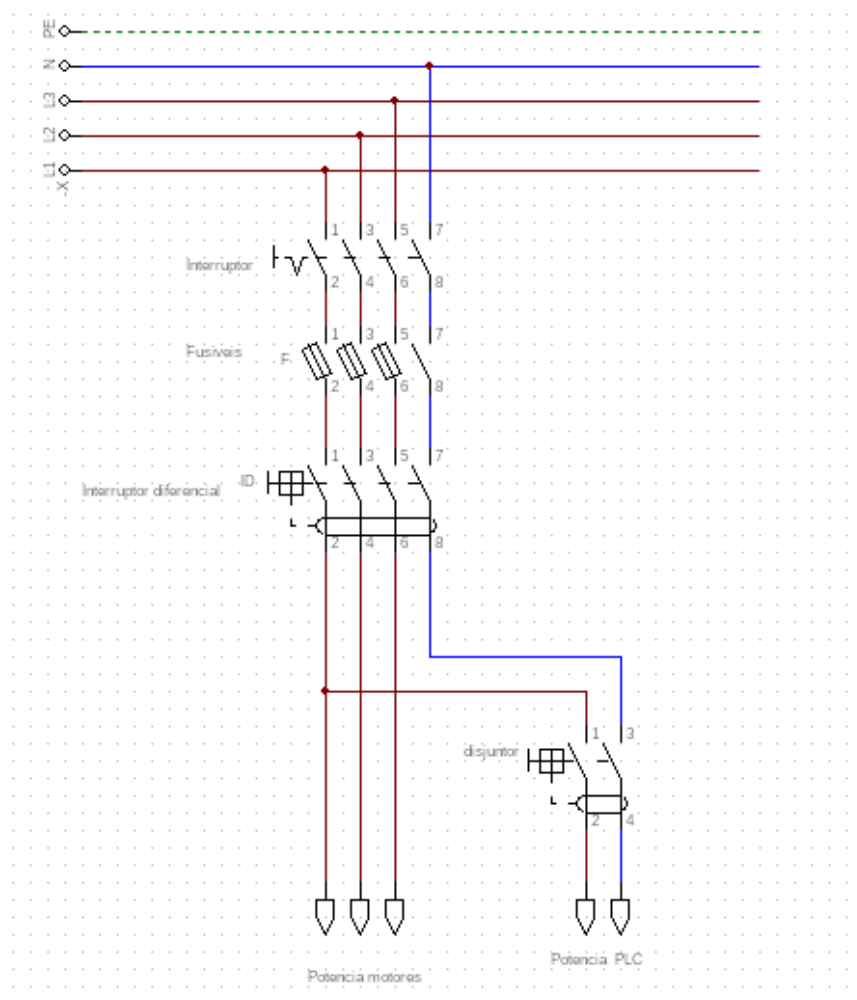 PE
N
L3
L2
L1
-X
1 3 5 7
Interruptor
2 4 6 8
1 3 5 7
Fusiveis F
2 4 6 8
1 3 5 7
Interruptor diferencial ID
2 4 6 8
1 3
disjuntor
2 4
Potencia PLC
Potencia motores